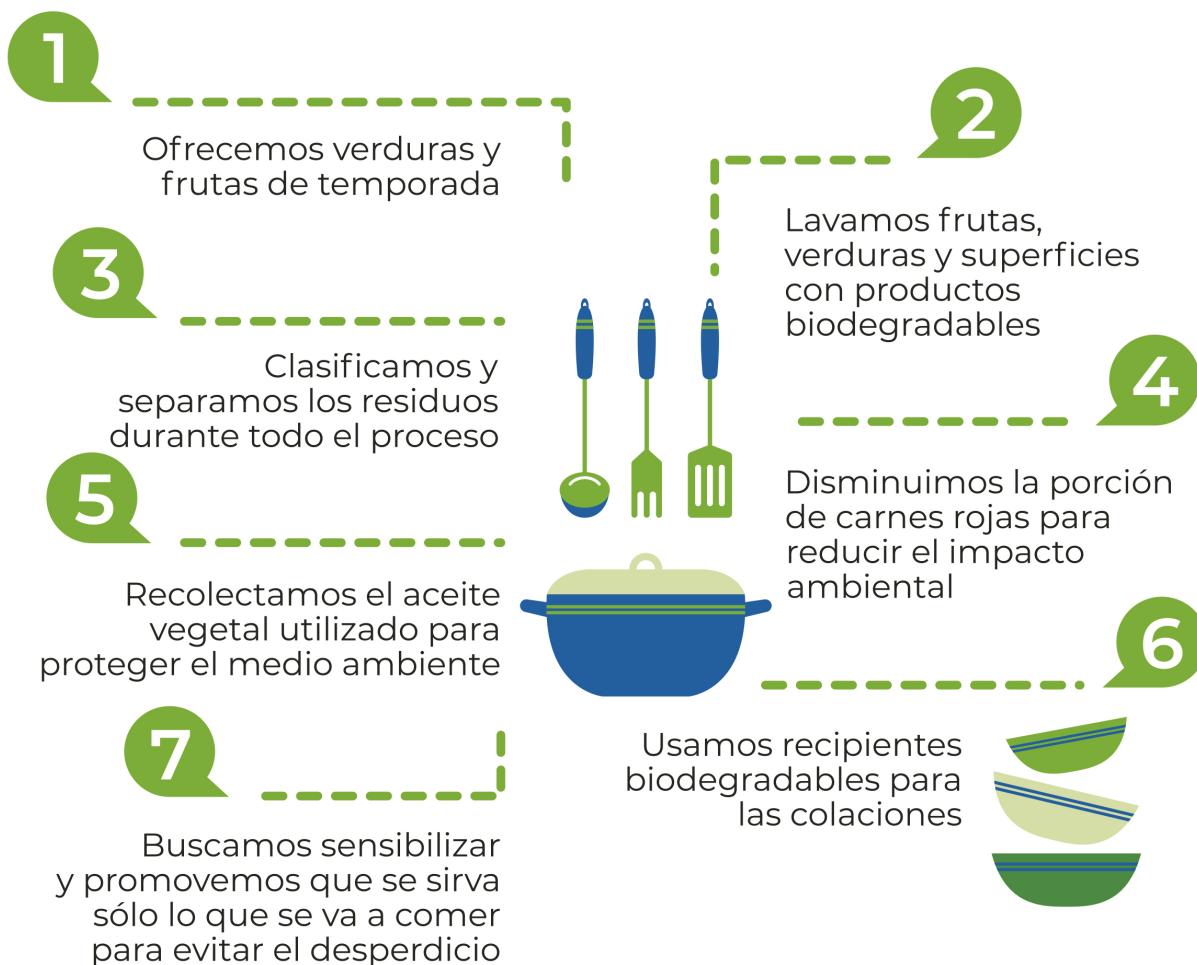 1
Ofrecemos verduras y
frutas de temporada
2
Lavamos frutas,
verduras y superficies
con productos
biodegradables
3
Clasificamos y
separamos los residuos
durante todo el proceso
4
Disminuimos la porción
de carnes rojas para
reducir el impacto
ambiental
5
Recolectamos el aceite
vegetal utilizado para
proteger el medio ambiente
6
Usamos recipientes
biodegradables para
las colaciones
7
Buscamos sensibilizar
y promovemos que se sirva
sólo lo que se va a comer
para evitar el desperdicio